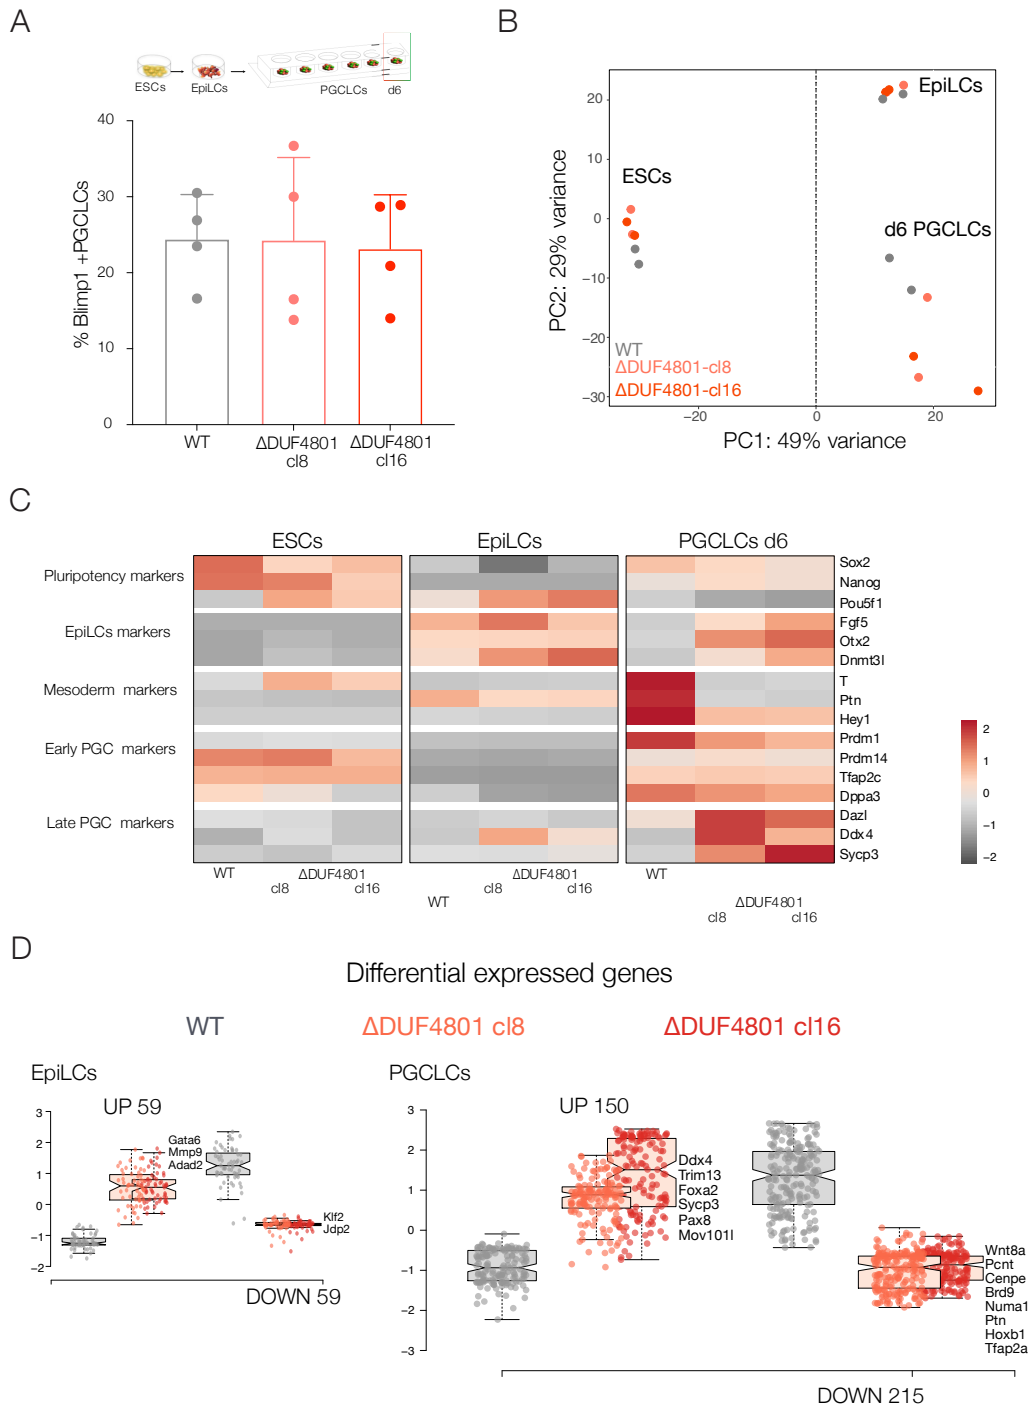 A
ESCs
EpiLCs
PGCLCs
d6
% Blimp1 +PGCLCs
40
30
20
10
0
WT
ΔDUF4801
cl8
ΔDUF4801
cl16
B
PC2: 29% variance
20
10
0
−10
−20
−30
EpiLCs
ESCs
d6 PGCLCs
WT
ΔDUF4801-cl8
ΔDUF4801-cl16
−20
0
20
PC1: 49% variance
C
ESCs
EpiLCs
PGCLCs d6
Pluripotency markers
EpiLCs markers
Mesoderm markers
Early PGC markers
Late PGC markers
Sox2
Nanog
Pou5f1
Fgf5
Otx2
Dnmt3l
T
Ptn
Hey1
Prdm1
Prdm14
Tfap2c
Dppa3
Dazl
Ddx4
Sycp3
2
1
0
−1
−2
WT
ΔDUF4801
cl8
cl16
WT
ΔDUF4801
cl8
cl16
WT
ΔDUF4801
cl8
cl16
D
Differential expressed genes
WT
ΔDUF4801 cl8
ΔDUF4801 cl16
EpiLCs
UP 59
3
2
1
0
−1
−2
Gata6
Mmp9
Adad2
Klf2
Jdp2
DOWN 59
PGCLCs
UP 150
3
2
1
0
−1
−2
−3
Ddx4
Trim13
Foxa2
Sycp3
Pax8
Mov101l
Wnt8a
Pcnt
Cenpe
Brd9
Numa1
Ptn
Hoxb1
Tfap2a
DOWN 215